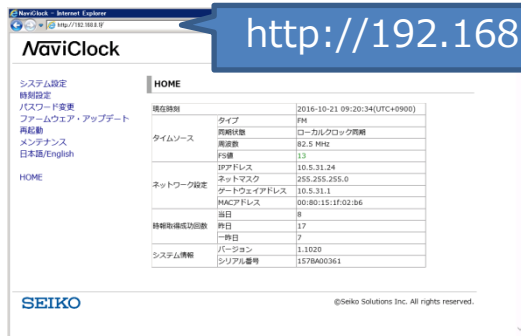 NaviClock - Internet Explorer
http://192.168
NaviClock
システム設定
時刻設定
パスワード変更
ファームウェア・アップデート
再起動
メンテナンス
日本語/English
HOME
HOME
現在時刻 2016-10-21 09:20:34(UTC+0900)
タイムソース タイプ FM
同期状態 ローカルクロック同期
周波数 82.5 MHz
FS値 13
ネットワーク設定 IPアドレス 10.5.31.24
ネットマスク 255.255.255.0
ゲートウェイアドレス 10.5.31.1
MACアドレス 00:80:15:1f:02:b6
時報取得成功回数 当日 8
昨日 17
一昨日 7
システム情報 バージョン 1.1020
シリアル番号 157BA00361
SEIKO
©Seiko Solutions Inc. All rights reserved.